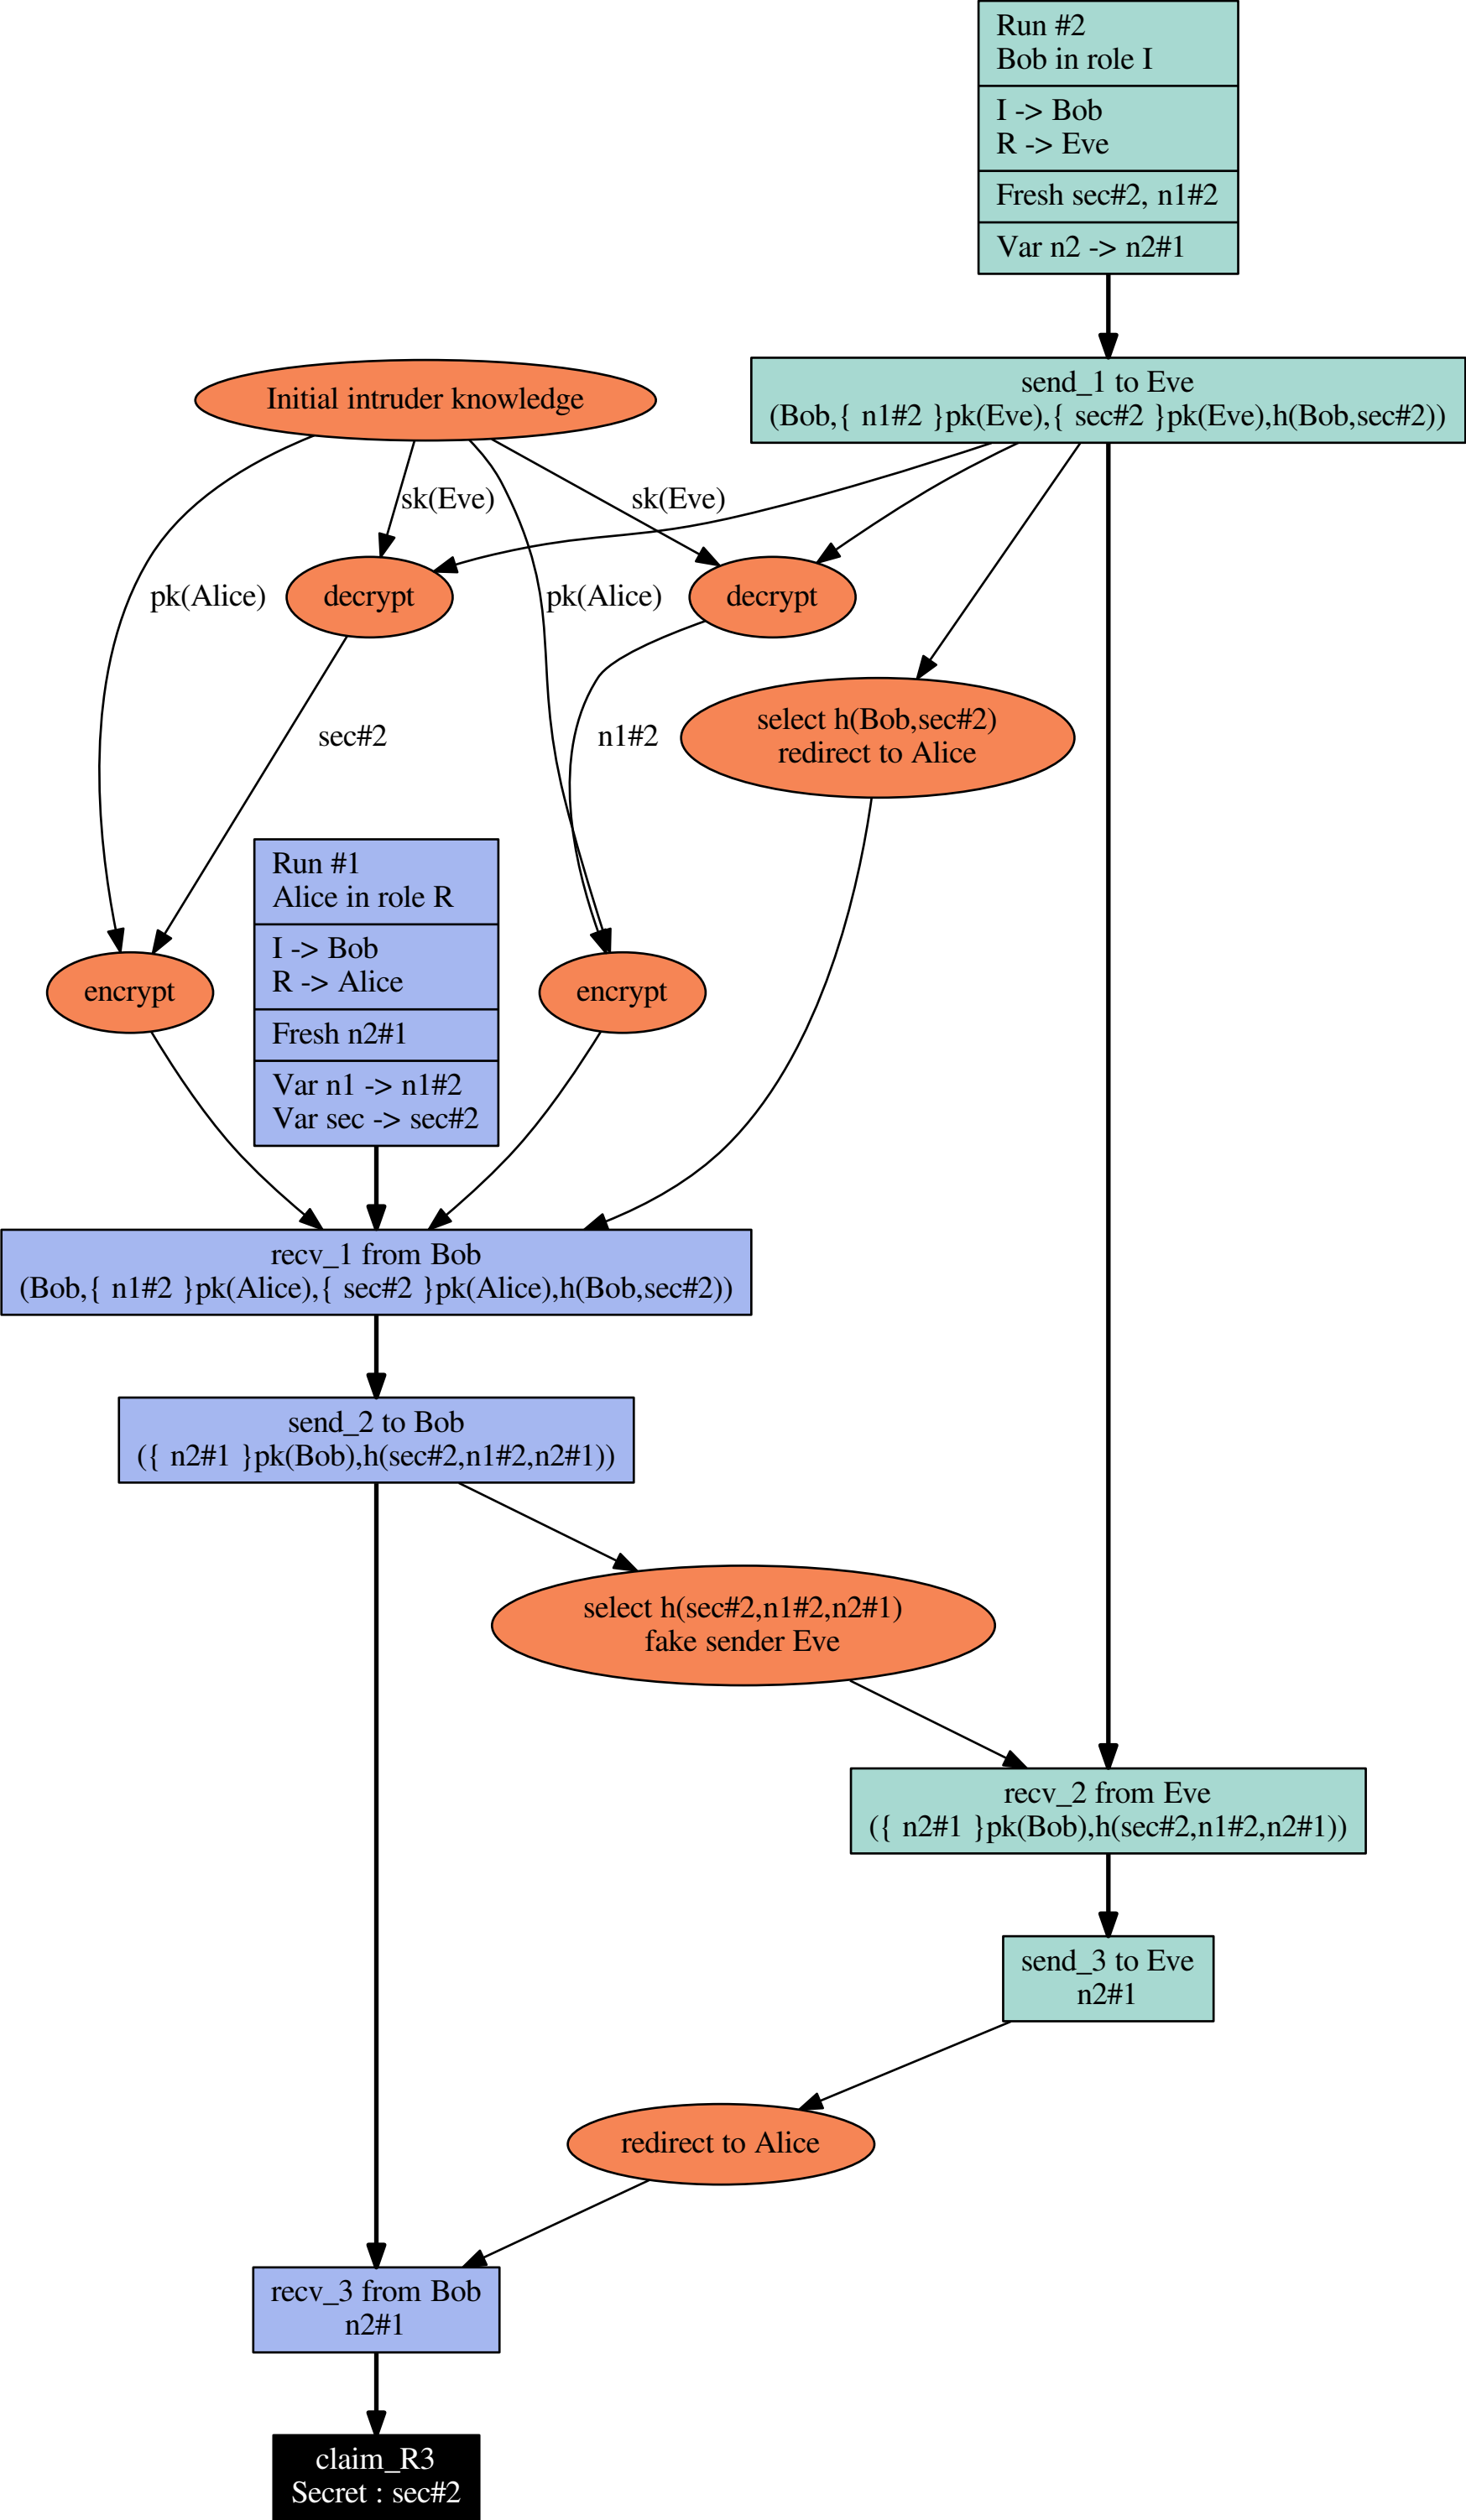 Run #2
Bob in role I
I -> Bob
R -> Eve
Fresh sec#2, n1#2
Var n2 -> n2#1
send_1 to Eve
(Bob,{ n1#2 }pk(Eve),{ sec#2 }pk(Eve),h(Bob,sec#2))
Initial intruder knowledge
sk(Eve)
sk(Eve)
pk(Alice)
decrypt
pk(Alice)
decrypt
sec#2
n1#2
select h(Bob,sec#2)
redirect to Alice
Run #1
Alice in role R
I -> Bob
R -> Alice
Fresh n2#1
Var n1 -> n1#2
Var sec -> sec#2
encrypt
encrypt
recv_1 from Bob
(Bob,{ n1#2 }pk(Alice),{ sec#2 }pk(Alice),h(Bob,sec#2))
send_2 to Bob
({ n2#1 }pk(Bob),h(sec#2,n1#2,n2#1))
select h(sec#2,n1#2,n2#1)
fake sender Eve
recv_2 from Eve
({ n2#1 }pk(Bob),h(sec#2,n1#2,n2#1))
send_3 to Eve
n2#1
redirect to Alice
recv_3 from Bob
n2#1
claim_R3
Secret : sec#2